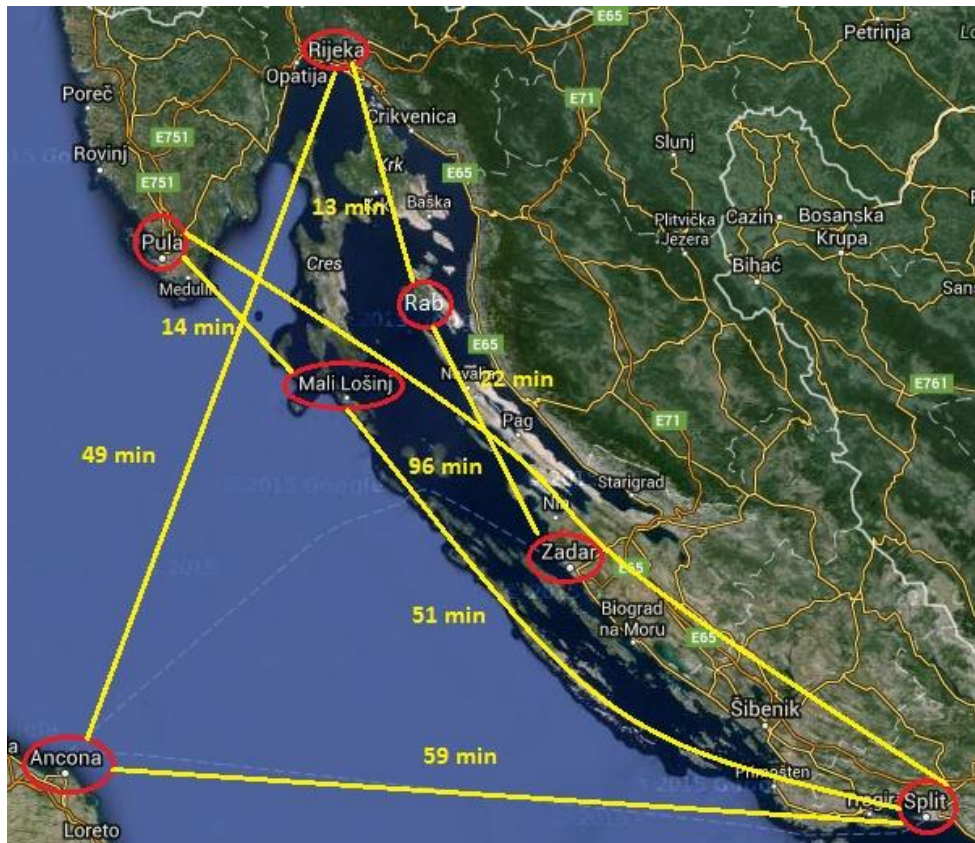 E65
Petrinja
Rijeka
Opatija
E71
Poreč
Crikvenica
E751
Slunj
Rovinj
Krk
E65
E751
Baška
13 min
Plitvička
Jezera
Cazin
Bosanska
Krupa
Pula
Cres
Bihać
Medulin
Rab
14 min
E65
Mali Lošinj
22 min
E761
Pag
E71
49 min
96 min
Starigrad
Nin
Zadar
E65
51 min
Biograd
na Moru
E65
Šibenik
Ancona
59 min
Primošten
Trogir
Split
Loreto